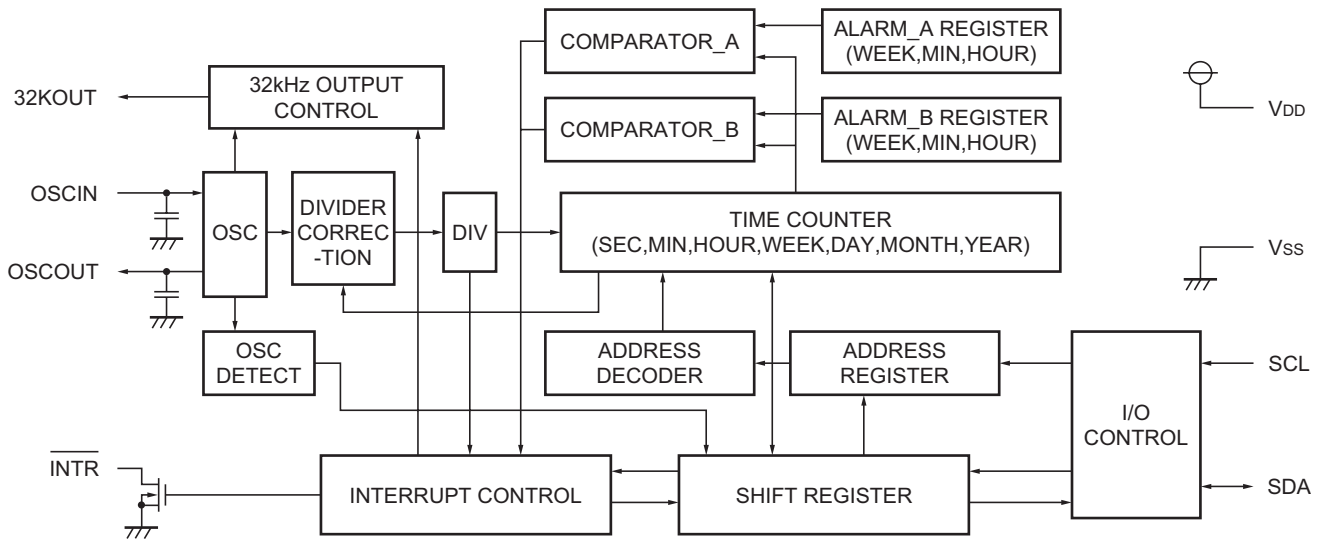 COMPARATOR_A
ALARM_A REGISTER
(WEEK,MIN,HOUR)
32KOUT
32kHz OUTPUT
CONTROL
VDD
COMPARATOR_B
ALARM_B REGISTER
(WEEK,MIN,HOUR)
OSCIN
OSC
DIVIDER
CORREC
-TION
DIV
TIME COUNTER
(SEC,MIN,HOUR,WEEK,DAY,MONTH,YEAR)
VSS
OSCOUT
OSC
DETECT
ADDRESS
DECODER
ADDRESS
REGISTER
I/O
CONTROL
SCL
INTR
INTERRUPT CONTROL
SHIFT REGISTER
SDA